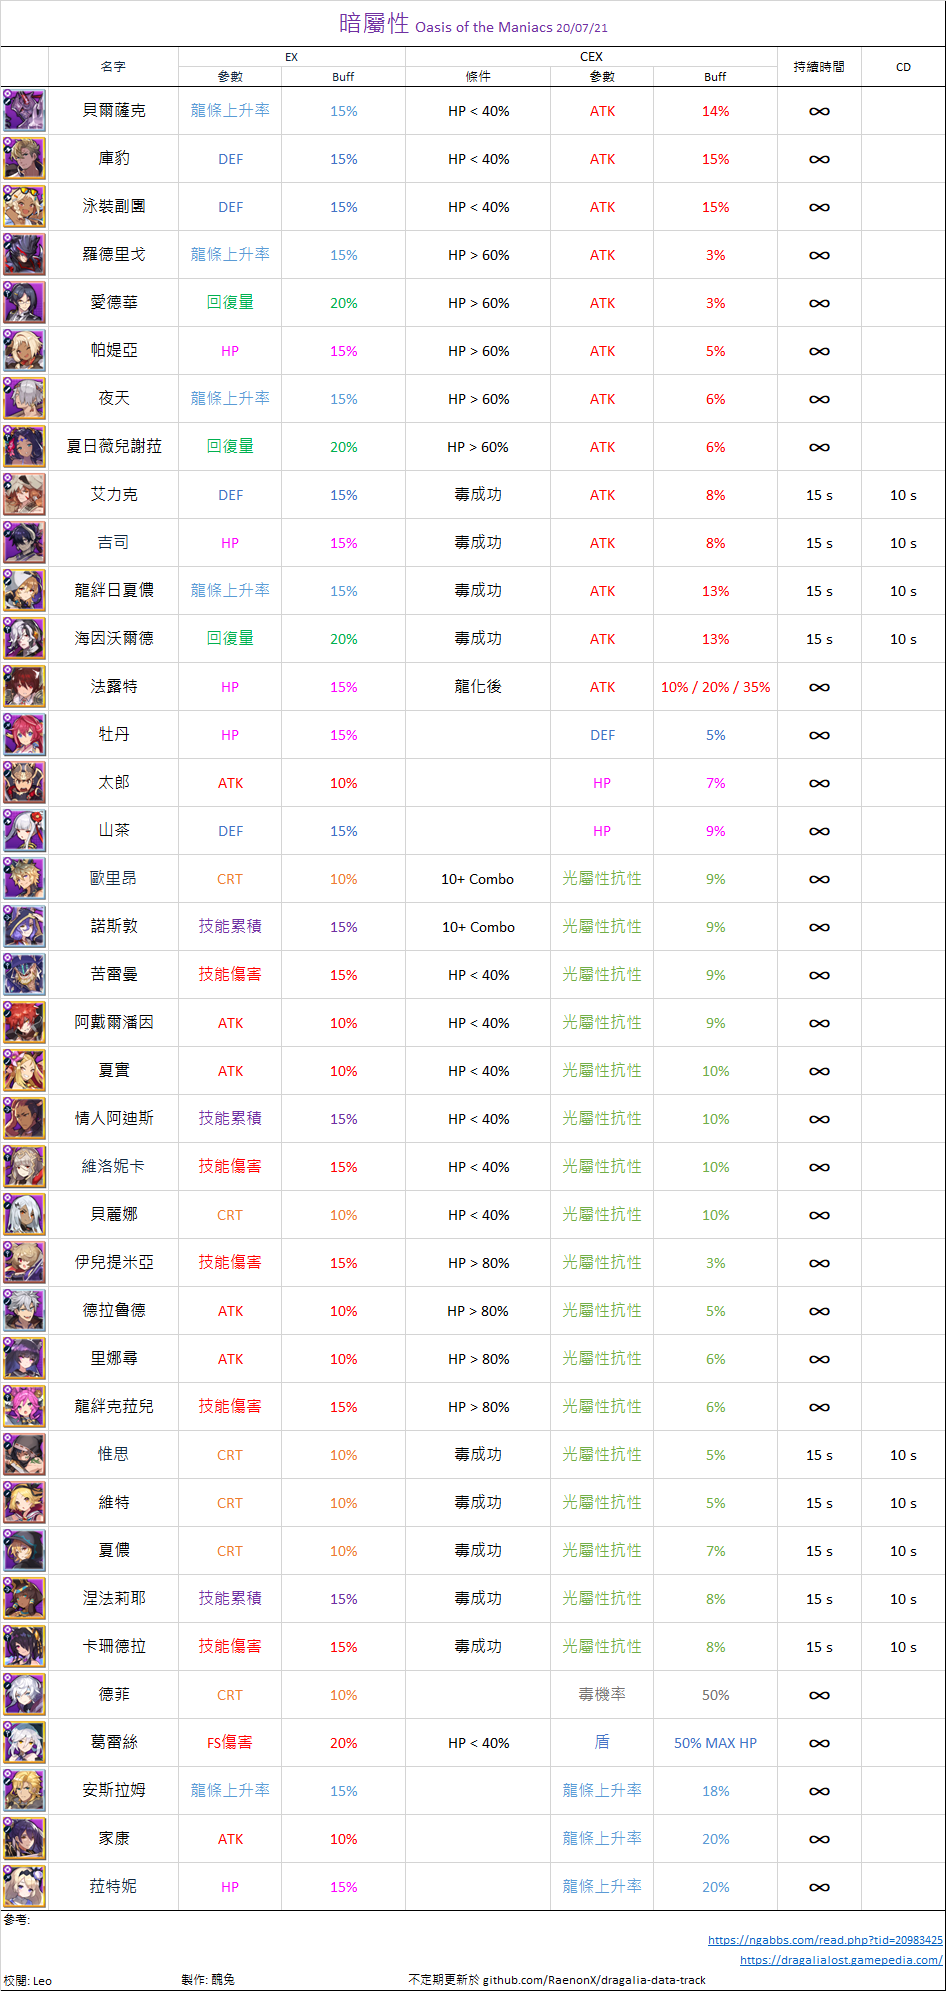 暗屬性 Oasis of the Maniacs 20/07/21
名字 EX CEX 持續時間 CD
參數 Buff 條件 參數 Buff
貝爾薩克 龍條上升率 15% HP < 40% ATK 14% ∞
庫豹 DEF 15% HP < 40% ATK 15% ∞
泳裝副團 DEF 15% HP < 40% ATK 15% ∞
羅德里戈 龍條上升率 15% HP > 60% ATK 3% ∞
愛德華 回復量 20% HP > 60% ATK 3% ∞
帕媞亞 HP 15% HP > 60% ATK 5% ∞
夜天 龍條上升率 15% HP > 60% ATK 6% ∞
夏日薇兒謝菈 回復量 20% HP > 60% ATK 6% ∞
艾力克 DEF 15% 毒成功 ATK 8% 15 s 10 s
吉司 HP 15% 毒成功 ATK 8% 15 s 10 s
龍絆日夏儂 龍條上升率 15% 毒成功 ATK 13% 15 s 10 s
海因沃爾德 回復量 20% 毒成功 ATK 13% 15 s 10 s
法露特 HP 15% 龍化後 ATK 10% / 20% / 35% ∞
牡丹 HP 15% DEF 5% ∞
太郎 ATK 10% HP 7% ∞
山茶 DEF 15% HP 9% ∞
歐里昂 CRT 10% 10+ Combo 光屬性抗性 9% ∞
諾斯敦 技能累積 15% 10+ Combo 光屬性抗性 9% ∞
苦雷曼 技能傷害 15% HP < 40% 光屬性抗性 9% ∞
阿戴爾潘因 ATK 10% HP < 40% 光屬性抗性 9% ∞
夏實 ATK 10% HP < 40% 光屬性抗性 10% ∞
情人阿迪斯 技能累積 15% HP < 40% 光屬性抗性 10% ∞
維洛妮卡 技能傷害 15% HP < 40% 光屬性抗性 10% ∞
貝麗娜 CRT 10% HP < 40% 光屬性抗性 10% ∞
伊兒提米亞 技能傷害 15% HP > 80% 光屬性抗性 3% ∞
德拉魯德 ATK 10% HP > 80% 光屬性抗性 5% ∞
里娜尋 ATK 10% HP > 80% 光屬性抗性 6% ∞
龍絆克菈兒 技能傷害 15% HP > 80% 光屬性抗性 6% ∞
惟思 CRT 10% 毒成功 光屬性抗性 5% 15 s 10 s
維特 CRT 10% 毒成功 光屬性抗性 5% 15 s 10 s
夏儂 CRT 10% 毒成功 光屬性抗性 7% 15 s 10 s
涅法莉耶 技能累積 15% 毒成功 光屬性抗性 8% 15 s 10 s
卡珊德拉 技能傷害 15% 毒成功 光屬性抗性 8% 15 s 10 s
德菲 CRT 10% 毒機率 50% ∞
葛雷絲 FS傷害 20% HP < 40% 盾 50% MAX HP ∞
安斯拉姆 龍條上升率 15% 龍條上升率 18% ∞
家康 ATK 10% 龍條上升率 20% ∞
菈特妮 HP 15% 龍條上升率 20% ∞
參考:
https://ngabbs.com/read.php?tid=20983425
https://dragalialost.gamepedia.com/
校閱: Leo 製作: 醜兔 不定期更新於 github.com/RaenonX/dragalia-data-track